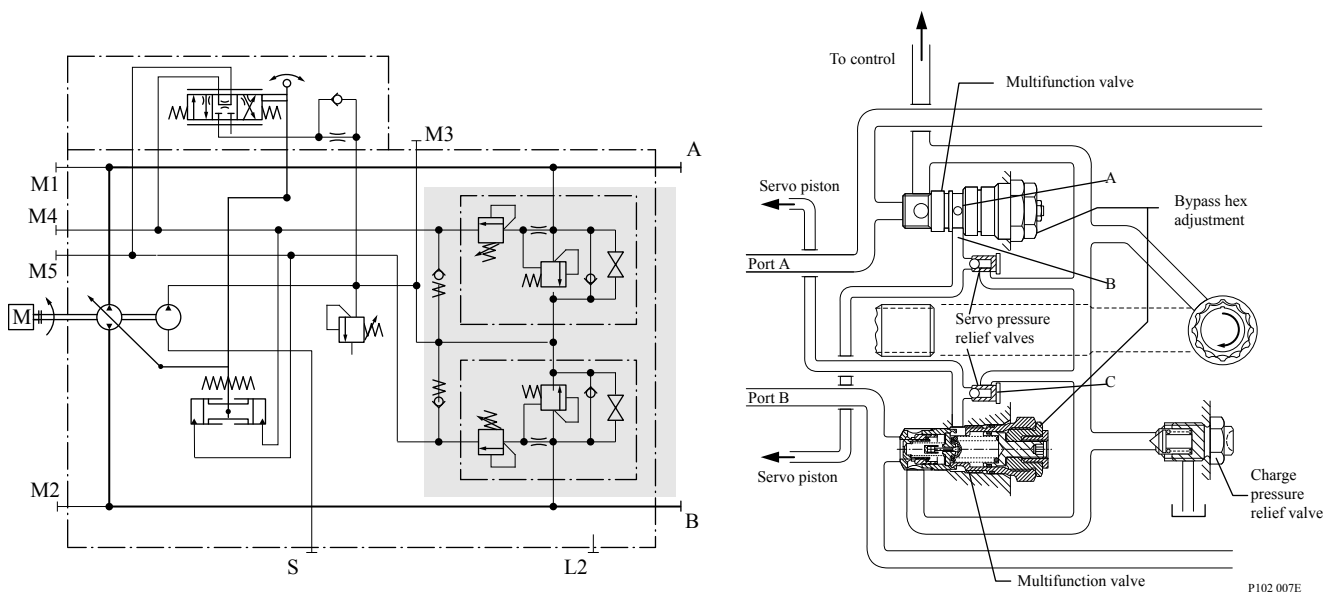 M3
A
M1
M4
M5
M
M2
B
S
L2
To control
Multifunction valve
A
Servo piston
Bypass hex
adjustment
Port A
B
Servo pressure
relief valves
C
Port B
Servo piston
Charge
pressure
relief valve
Multifunction valve
P102 007E